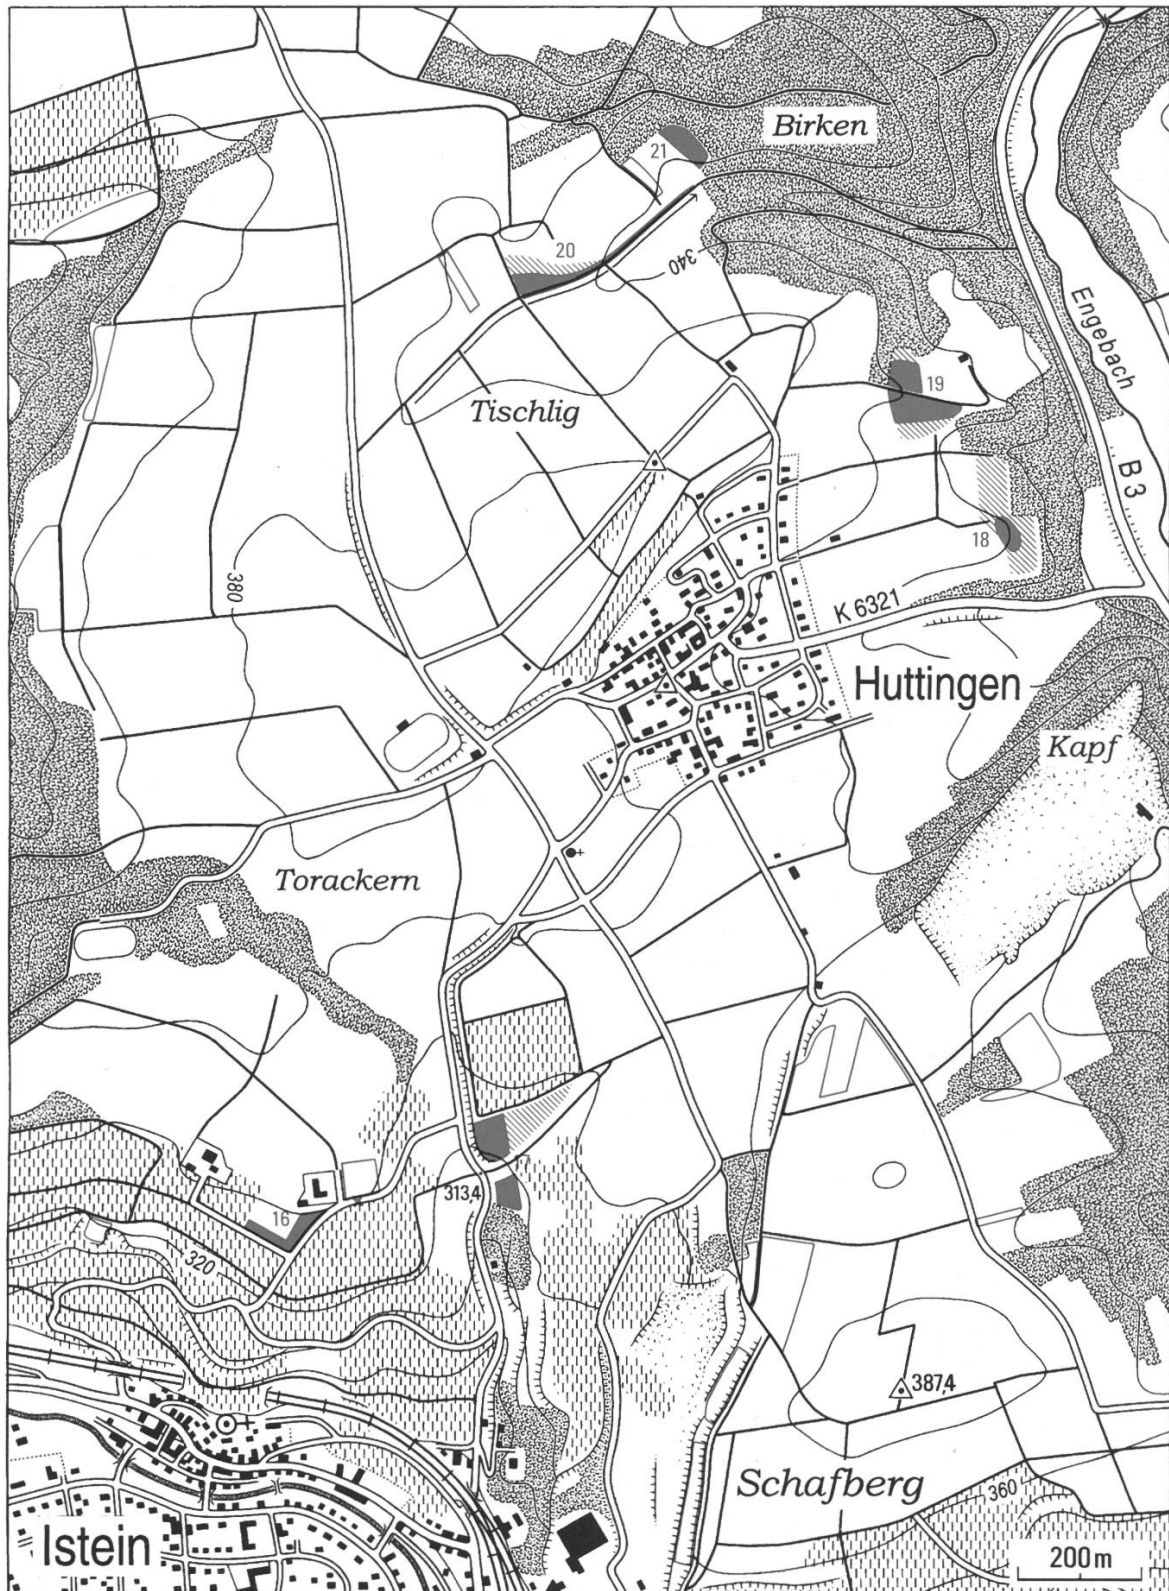 Birken
21
20
340
Engebach
19
Tischlig
B 3
18
380
K 6321
Huttingen
Kapf
Torackern
313,4
16
320
387,4
Schafberg
360
Istein
200 m